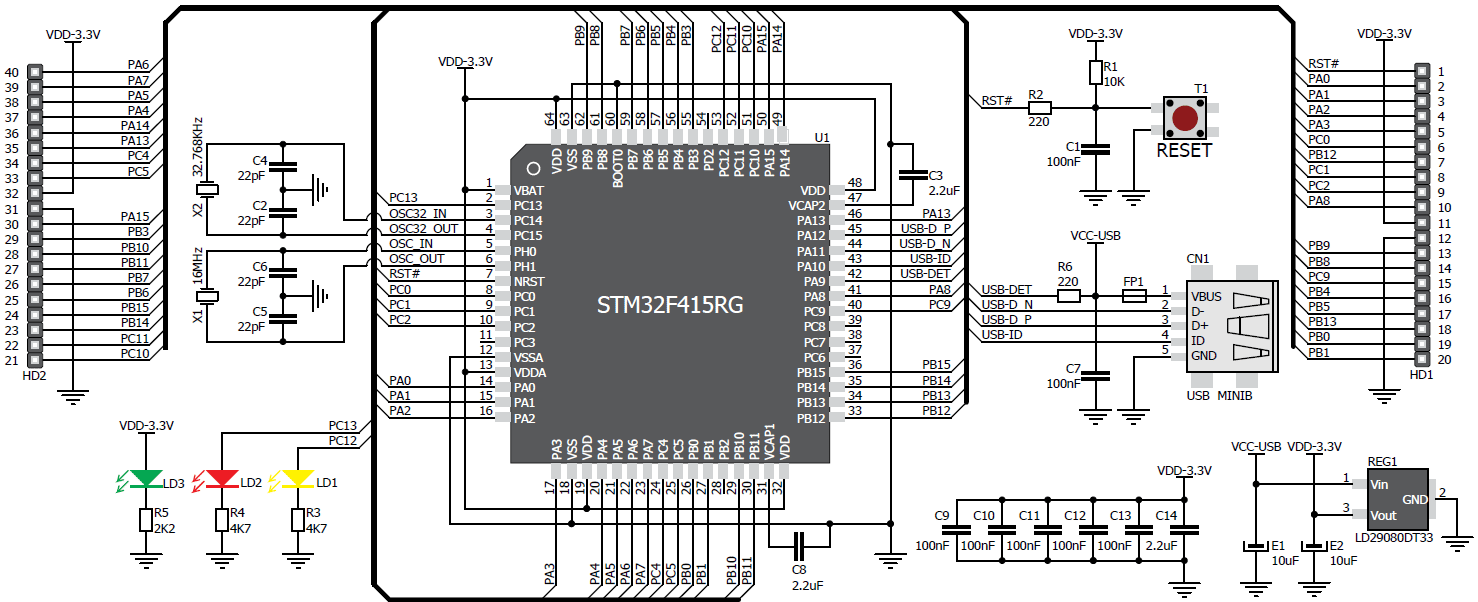 VDD-3.3V
40 PA6
39 PA7
38 PA5
37 PA4
36 PA14
35 PA13
34 PC4
33 PC5
32
31
30 PA15
29 PB3
28 PB10
27 PB11
26 PB7
25 PB6
24 PB15
23 PB14
22 PC11
21 PC10
HD2
32.768KHz
X2
C4
22pF
C2
22pF
16MHz
X1
C6
22pF
C5
22pF
VDD-3.3V
PB9
PB8
PB7
PB6
PB5
PB4
PB3
PC12
PC11
PC10
PA15
PA14
64 VDD
63 VSS
62 PB9
61 PB8
60 BOOT0
59 PB7
58 PB6
57 PB5
56 PB4
55 PB3
54 PD2
53 PC12
52 PC11
51 PC10
50 PA15
49 PA14
U1
STM32F415RG
1 VBAT
PC13 2 PC13
OSC32_IN 3 PC14
OSC32_OUT 4 PC15
OSC_IN 5 PH0
OSC_OUT 6 PH1
RST# 7 NRST
PC0 8 PC0
PC1 9 PC1
PC2 10 PC2
11 PC3
12 VSSA
13 VDDA
PA0 14 PA0
PA1 15 PA1
PA2 16 PA2
VDD 48
VCAP2 47
PA13 46 PA13
PA12 45 USB-D_P
PA11 44 USB-D_N
PA10 43 USB-ID
PA9 42 USB-DET
PA8 41 PA8
PC9 40 PC9
PC8 39
PC7 38
PC6 37
PB15 36 PB15
PB14 35 PB14
PB13 34 PB13
PB12 33 PB12
C3
2.2uF
PA3 17 PA3
VSS 18
VDD 19
PA4 20 PA4
PA5 21 PA5
PA6 22 PA6
PA7 23 PA7
PC4 24 PC4
PC5 25 PC5
PB0 26 PB0
PB1 27 PB1
PB2 28
PB10 29 PB10
PB11 30 PB11
VCAP1 31
VDD 32
C8
2.2uF
VDD-3.3V
PC13
PC12
LD3
LD2
LD1
R5
2K2
R4
4K7
R3
4K7
VDD-3.3V
R1
10K
RST#
R2
220
T1
RESET
C1
100nF
VCC-USB
R6
220
FP1
USB-DET
USB-D_N
USB-D_P
USB-ID
CN1
1 VBUS
2 D-
3 D+
4 ID
5 GND
USB MINIB
C7
100nF
VDD-3.3V
RST# 1
PA0 2
PA1 3
PA2 4
PA3 5
PC0 6
PB12 7
PC1 8
PC2 9
PA8 10
11
12
PB9 13
PB8 14
PC9 15
PB4 16
PB5 17
PB13 18
PB0 19
PB1 20
HD1
VDD-3.3V
C9
100nF
C10
100nF
C11
100nF
C12
100nF
C13
100nF
C14
2.2uF
VCC-USB
VDD-3.3V
REG1
1 Vin
GND 2
3 Vout
LD29080DT33
E1
10uF
E2
10uF